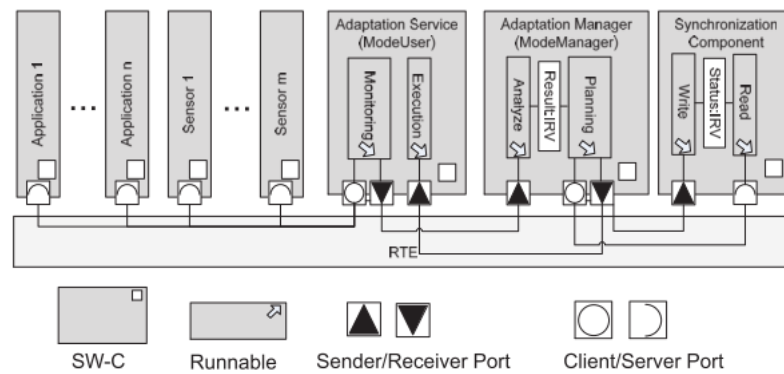 Adaptation Service
(ModeUser)
Adaptation Manager
(ModeManager)
Synchronization
Component
Application 1
...
Application n
Sensor 1
...
Sensor m
Monitoring
Execution
Analyze
Result:IRV
Planning
Write
Status:IRV
Read
RTE
SW-C
Runnable
Sender/Receiver Port
Client/Server Port